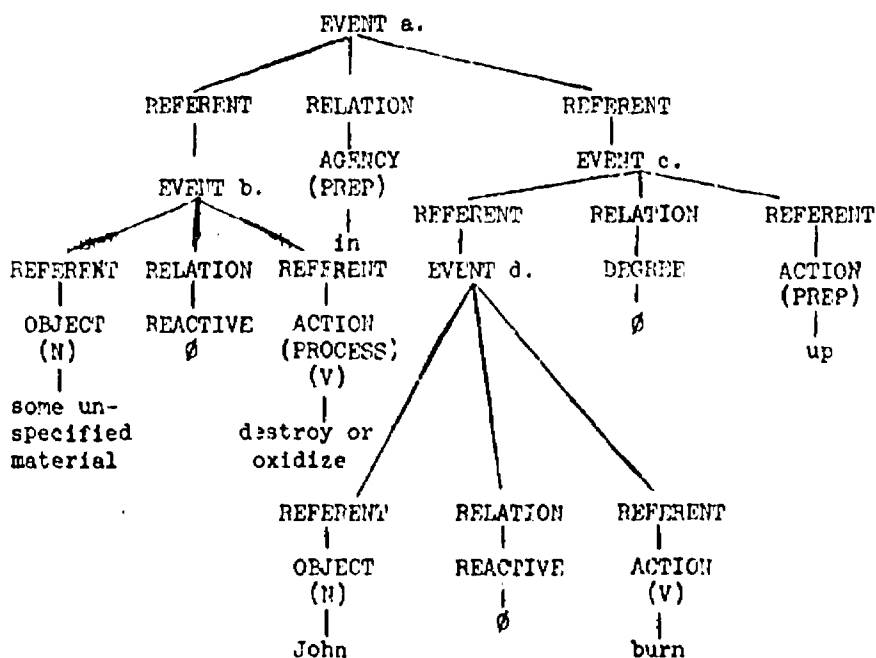 EVENT a.
REFERENT RELATION REFERENT
AGENCY EVENT c.
EVENT b. (PREP)
REFERENT RELATION REFERENT
in
REFERENT RELATION REFERENT EVENT d. DEGREE ACTION
(PREP)
OBJECT REACTIVE ACTION Ø
(N) Ø (PROCESS) up
(V)
some un-
specified destroy or
material oxidize
REFERENT RELATION REFERENT
OBJECT REACTIVE ACTION
(N) (V)
Ø
John burn